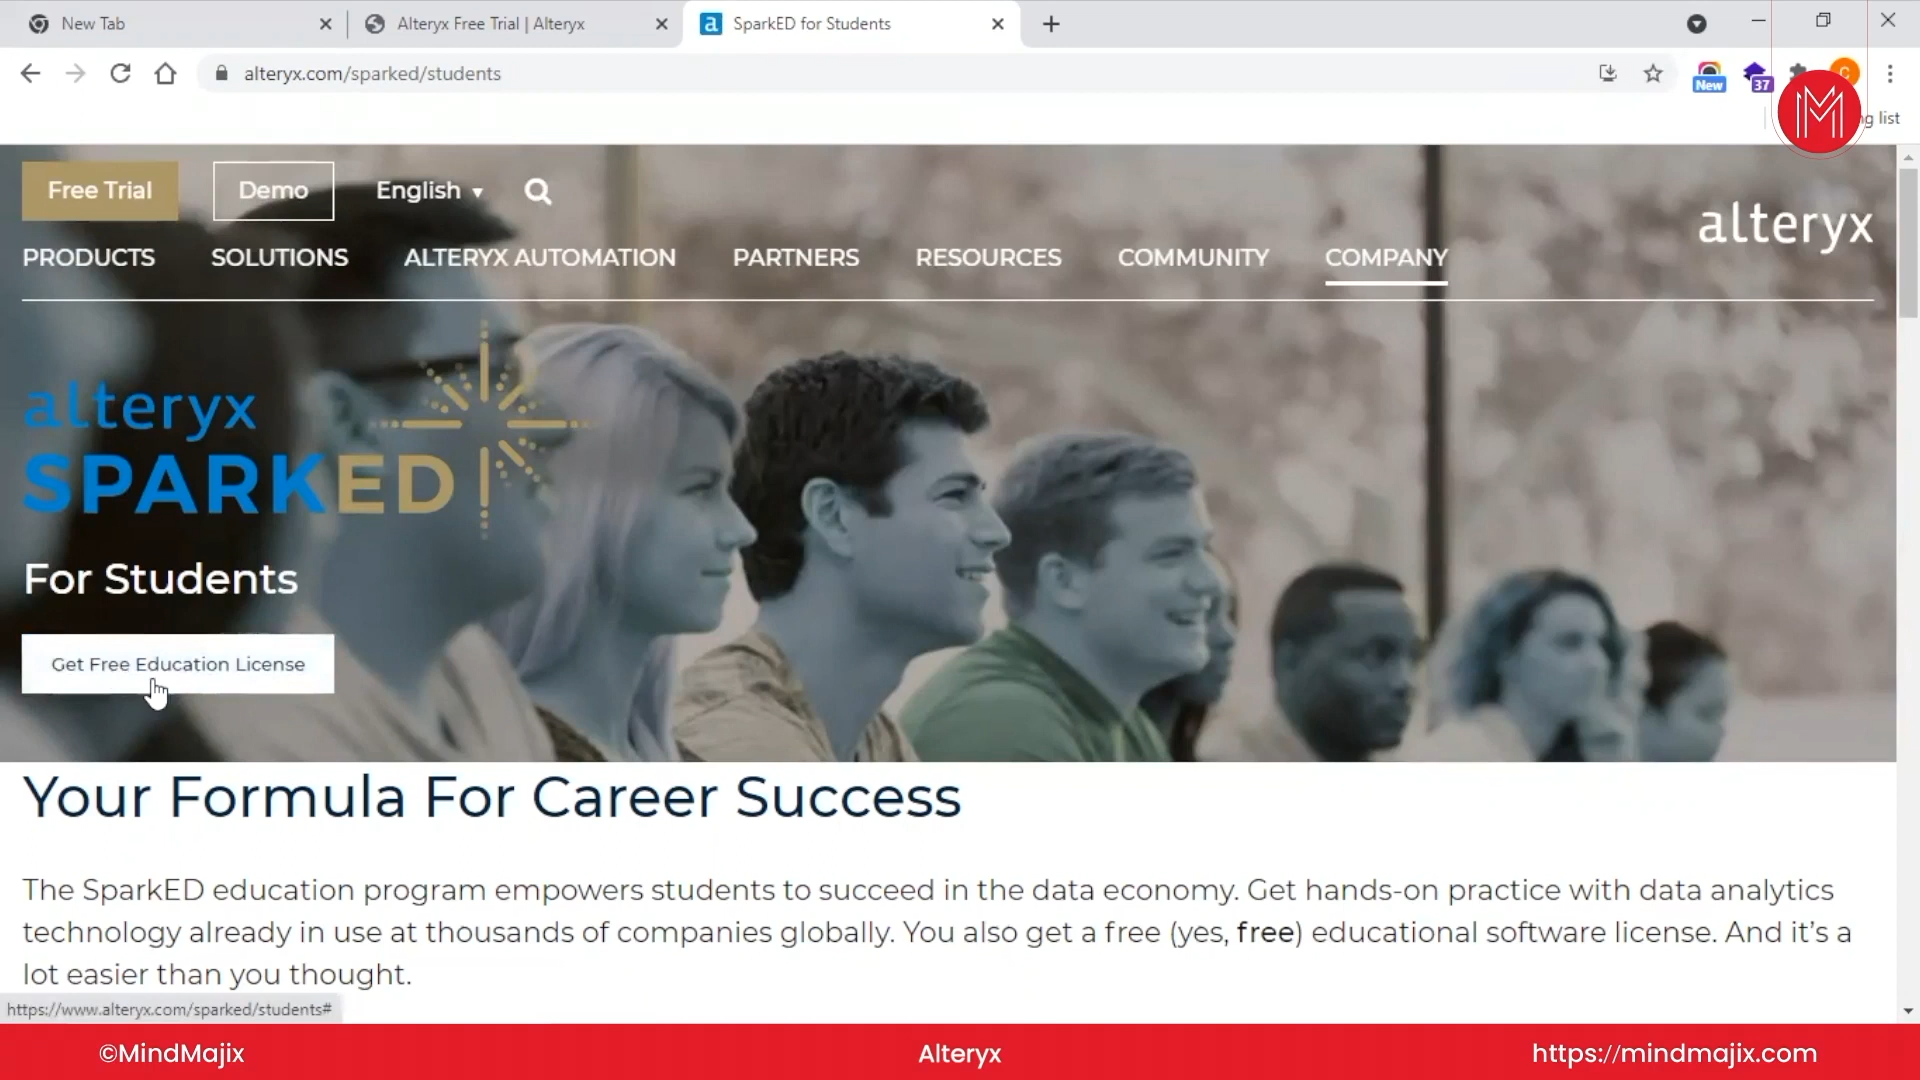 New Tab
Alteryx Free Trial | Alteryx
SparkED for Students
alteryx.com/sparked/students
New
37
C
g list
Free Trial
Demo
English
alteryx
PRODUCTS
SOLUTIONS
ALTERYX AUTOMATION
PARTNERS
RESOURCES
COMMUNITY
COMPANY
alteryx
SPARKED
For Students
Get Free Education License
Your Formula For Career Success
The SparkED education program empowers students to succeed in the data economy. Get hands-on practice with data analytics
technology already in use at thousands of companies globally. You also get a free (yes, free) educational software license. And it's a
lot easier than you thought.
https://www.alteryx.com/sparked/students#
©MindMajix
Alteryx
https://mindmajix.com